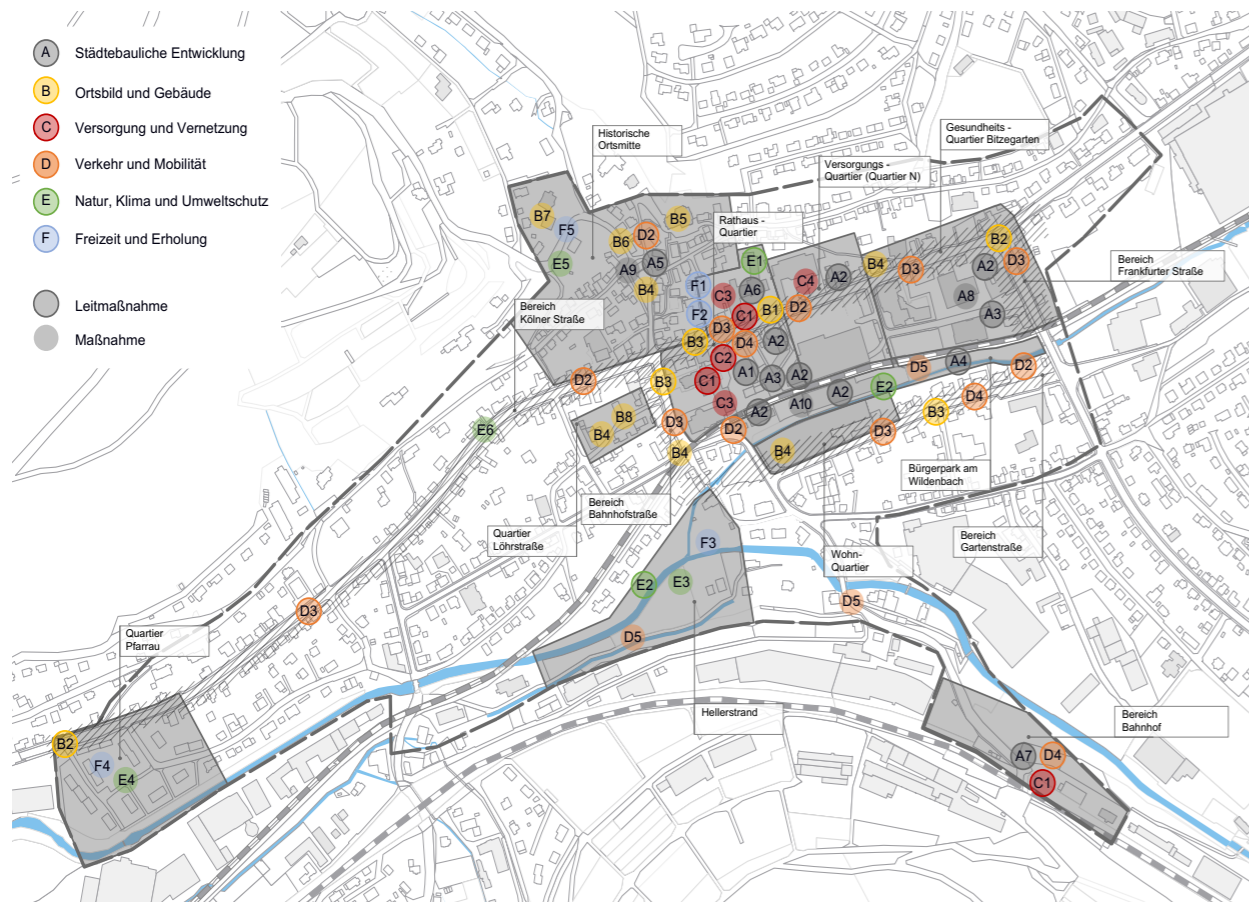 A Städtebauliche Entwicklung
B Ortsbild und Gebäude
C Versorgung und Vernetzung
D Verkehr und Mobilität
E Natur, Klima und Umweltschutz
F Freizeit und Erholung
Leitmaßnahme
Maßnahme
Historische
Ortsmitte
Gesundheits -
Quartier Bitzegarten
Versorgungs -
Quartier (Quartier N)
Rathaus -
Quartier
Bereich
Frankfurter Straße
Bereich
Kölner Straße
B7
F5
B5
B6
D2
E5
A9
A5
B4
E1
F1
C3
A6
C4
A2
B4
D3
B2
A2
D3
A8
A3
F2
C1
B1
D2
D3
B3
D4
A2
C2
A1
A3
A2
C1
C3
A2
A10
A2
E2
D5
A4
D2
D4
B3
D3
D2
B3
B8
B4
D3
D2
B4
B4
E6
Bürgerpark am
Wildenbach
Bereich
Bahnhofstraße
Quartier
Löhrstraße
Wohn-
Quartier
Bereich
Gartenstraße
F3
E2
E3
D5
D5
D3
Quartier
Pfarrau
Hellerstrand
Bereich
Bahnhof
B2
F4
E4
A7
D4
C1